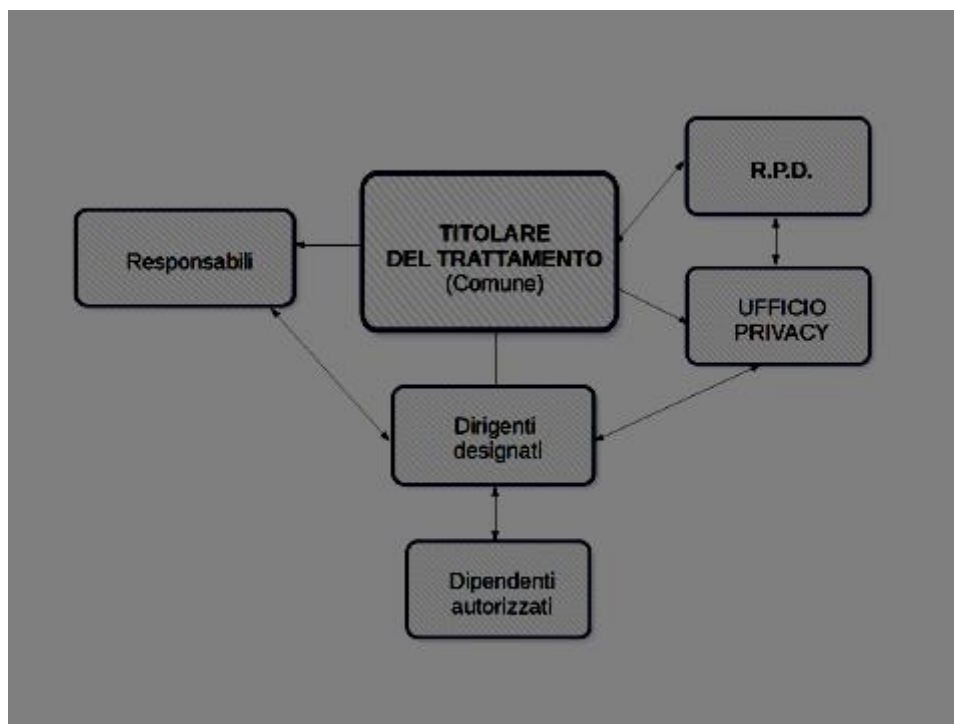 R.P.D.
TITOLARE
DEL TRATTAMENTO
(Comune)
Responsabili
UFFICIO
PRIVACY
Dirigenti
designati
Dipendenti
autorizzati